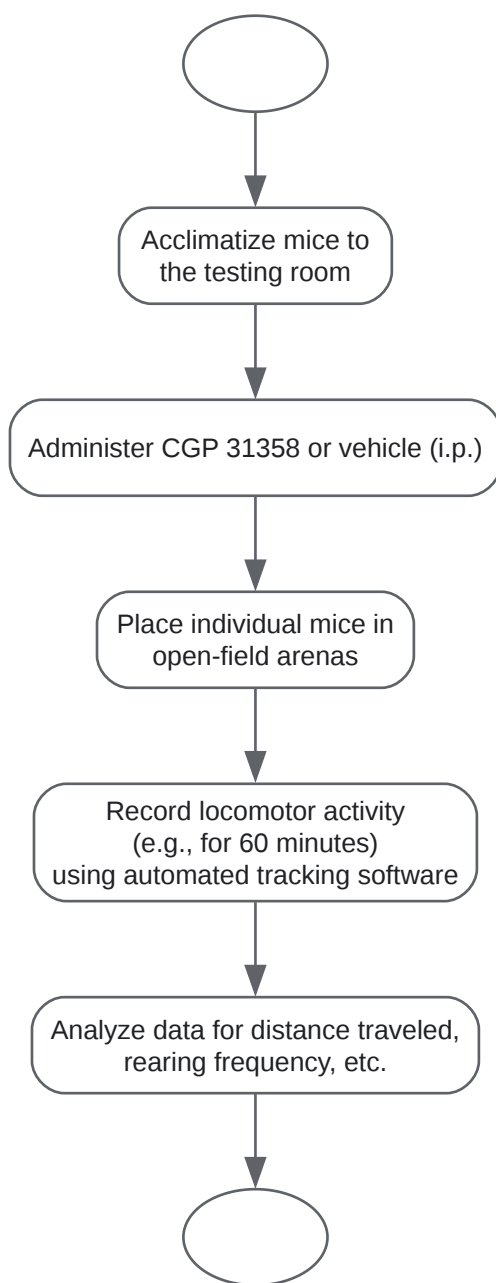 Acclimatize mice to
the testing room
Administer CGP 31358 or vehicle (i.p.)
Place individual mice in
open-field arenas
Record locomotor activity
(e.g., for 60 minutes)
using automated tracking software
Analyze data for distance traveled,
rearing frequency, etc.